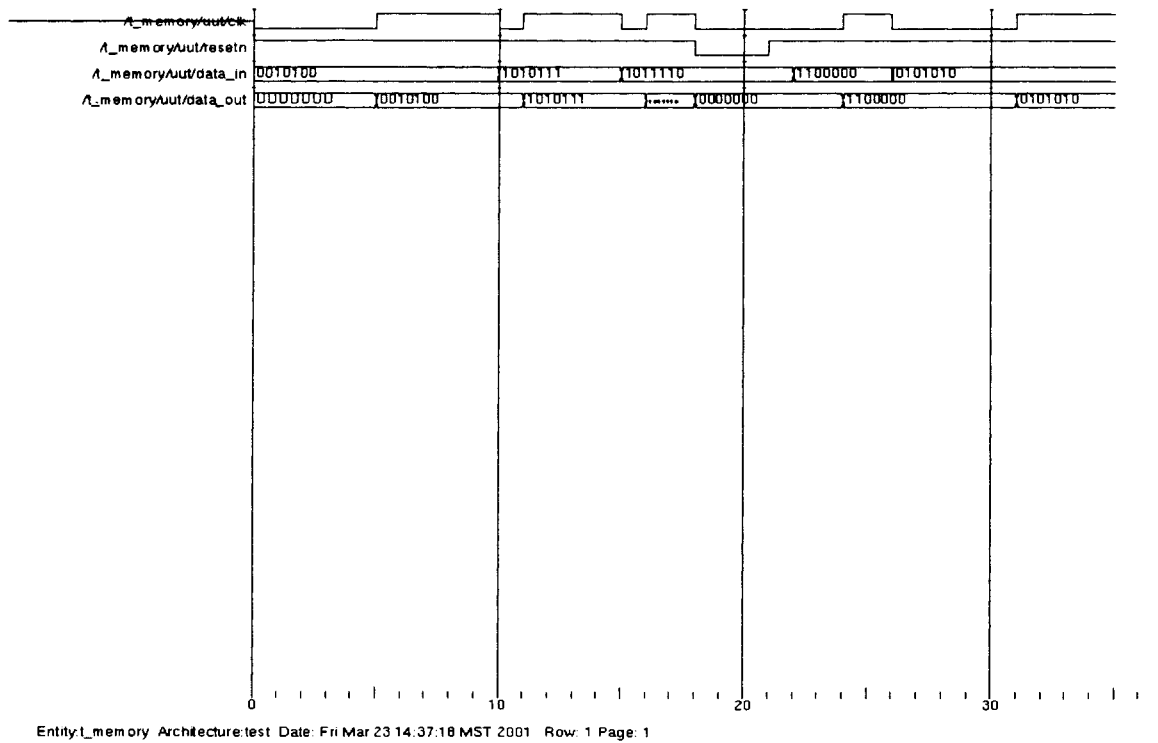 /t_memory/uut/clk
/t_memory/uut/resetn
/t_memory/uut/data_in 0010100 1010111 1011110 1100000 0101010
/t_memory/uut/data_out 0000000 0010100 1010111 ....... 0000000 1100000 0101010
0 10 20 30
Entity:t_memory Architecture:test Date: Fri Mar 23 14:37:18 MST 2001 Row: 1 Page: 1